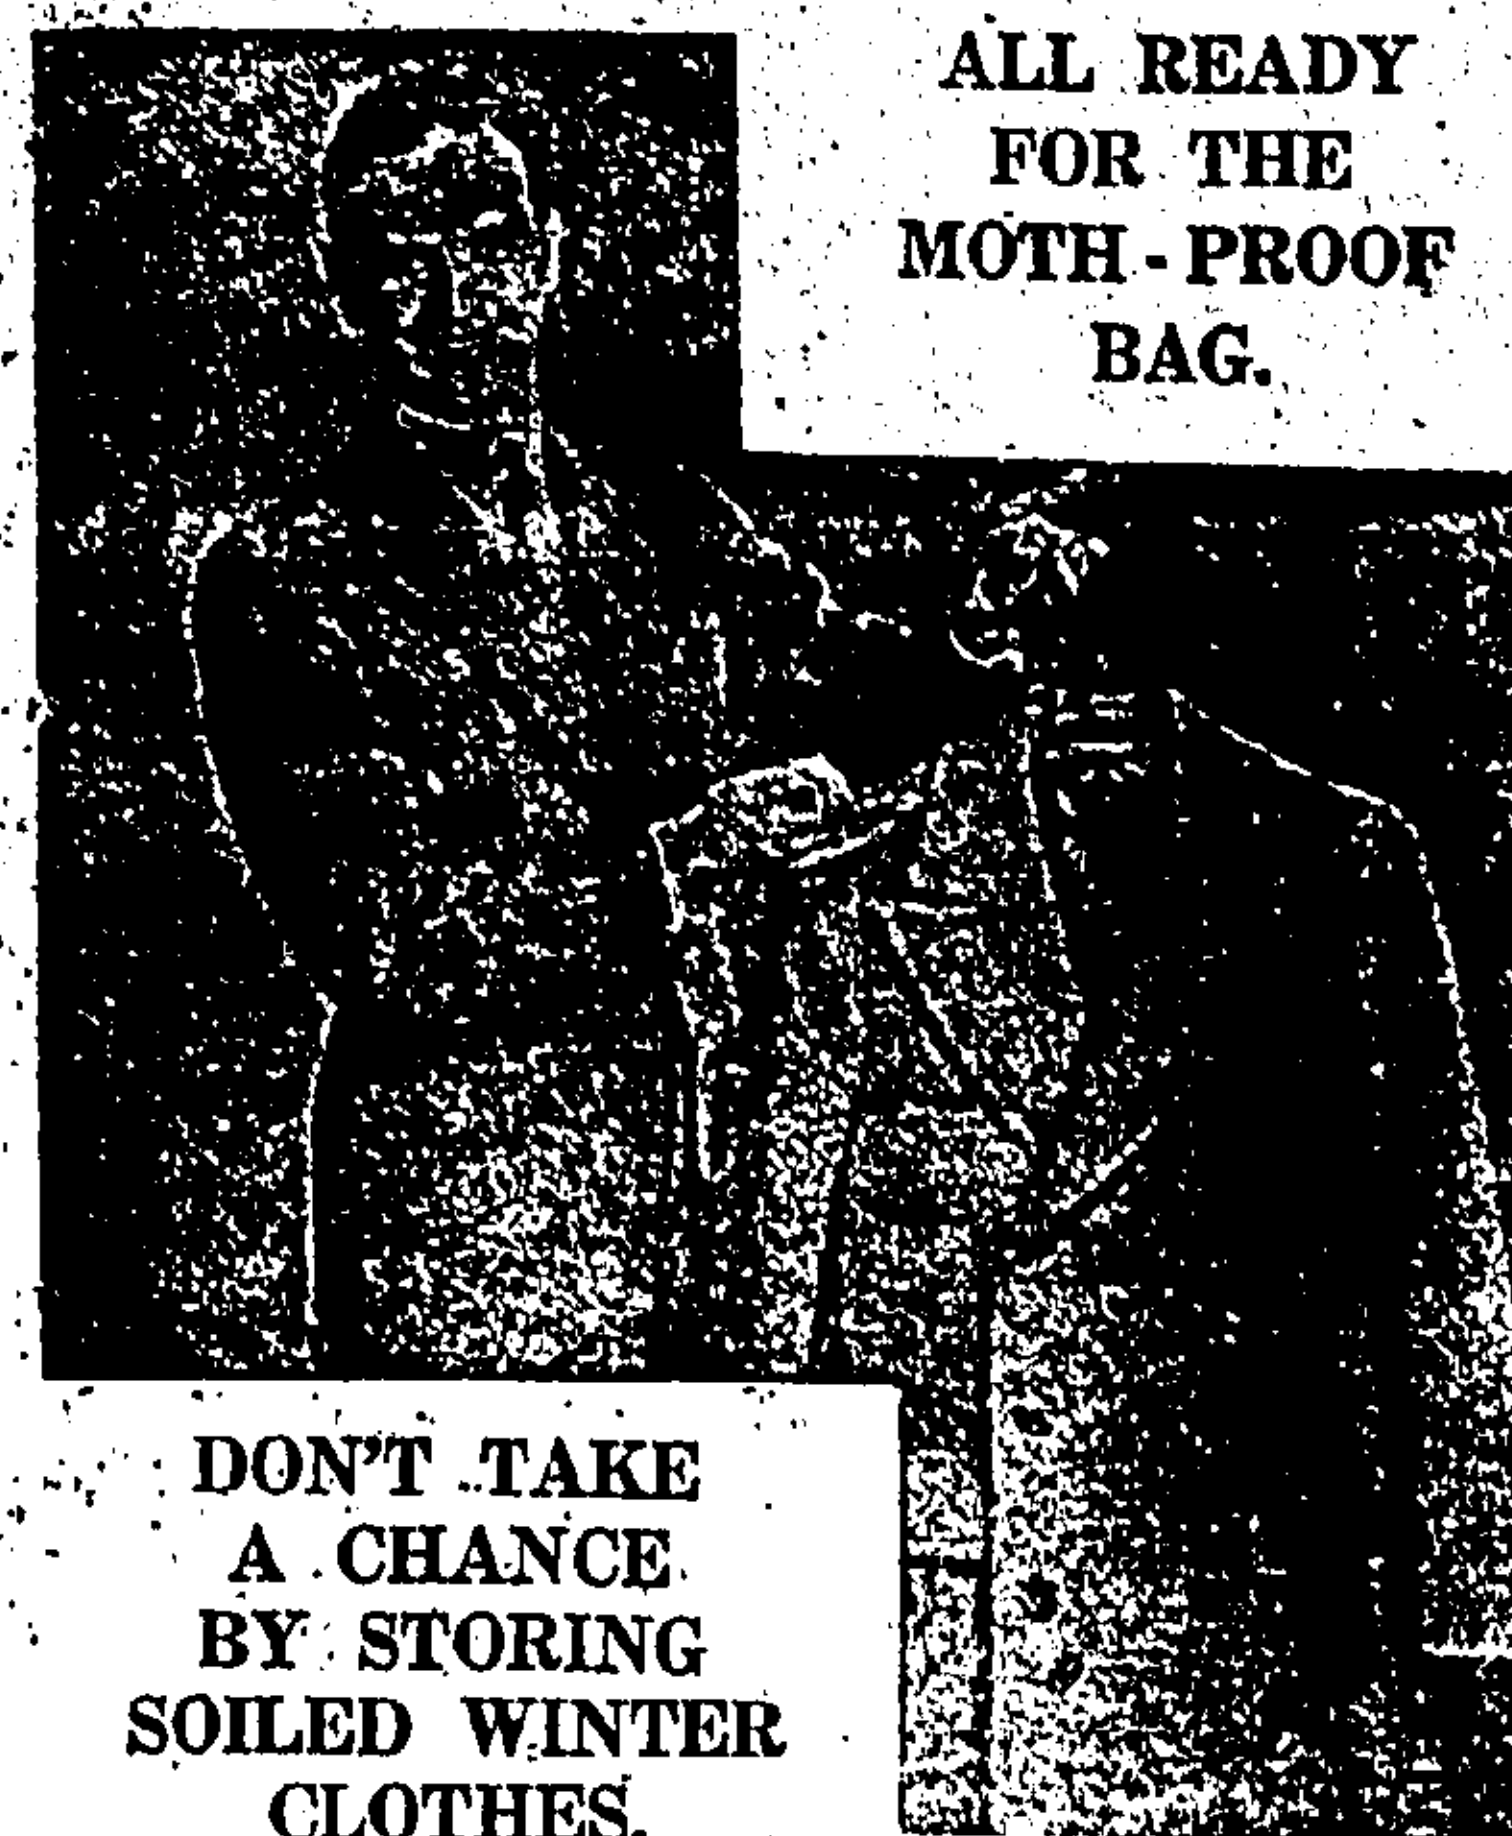 ALL READY
FOR THE
MOTH - PROOF
BAG.
DON'T TAKE
A CHANCE
BY STORING
SOILED WINTER
CLOTHES.